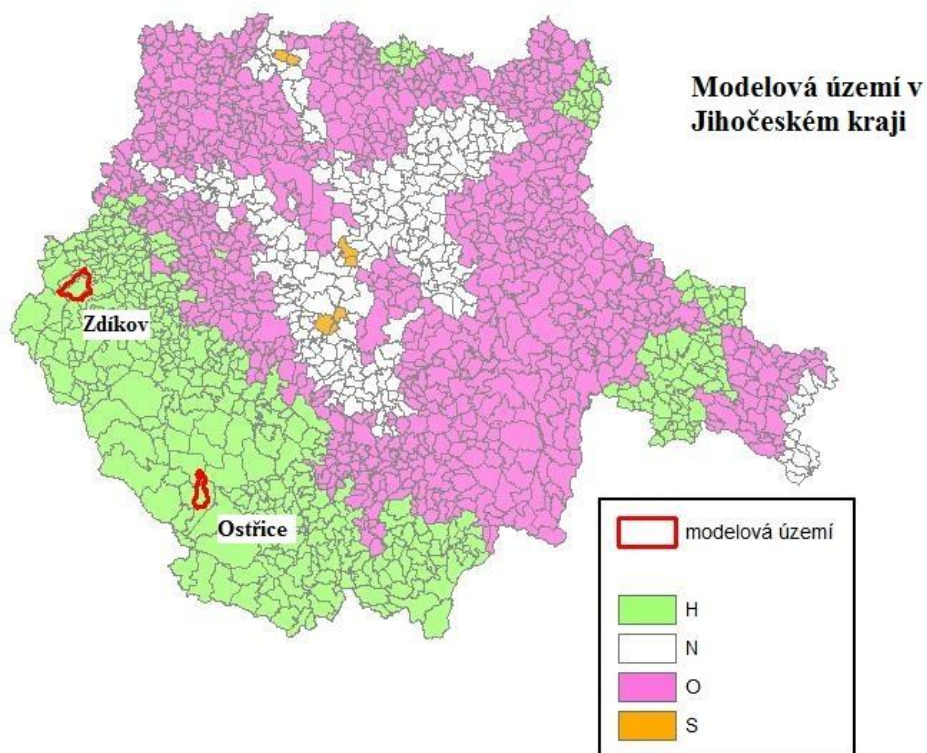 Modelová území v
Jihočeském kraji
Zdíkov
Ostřice
modelová území
H
N
O
S